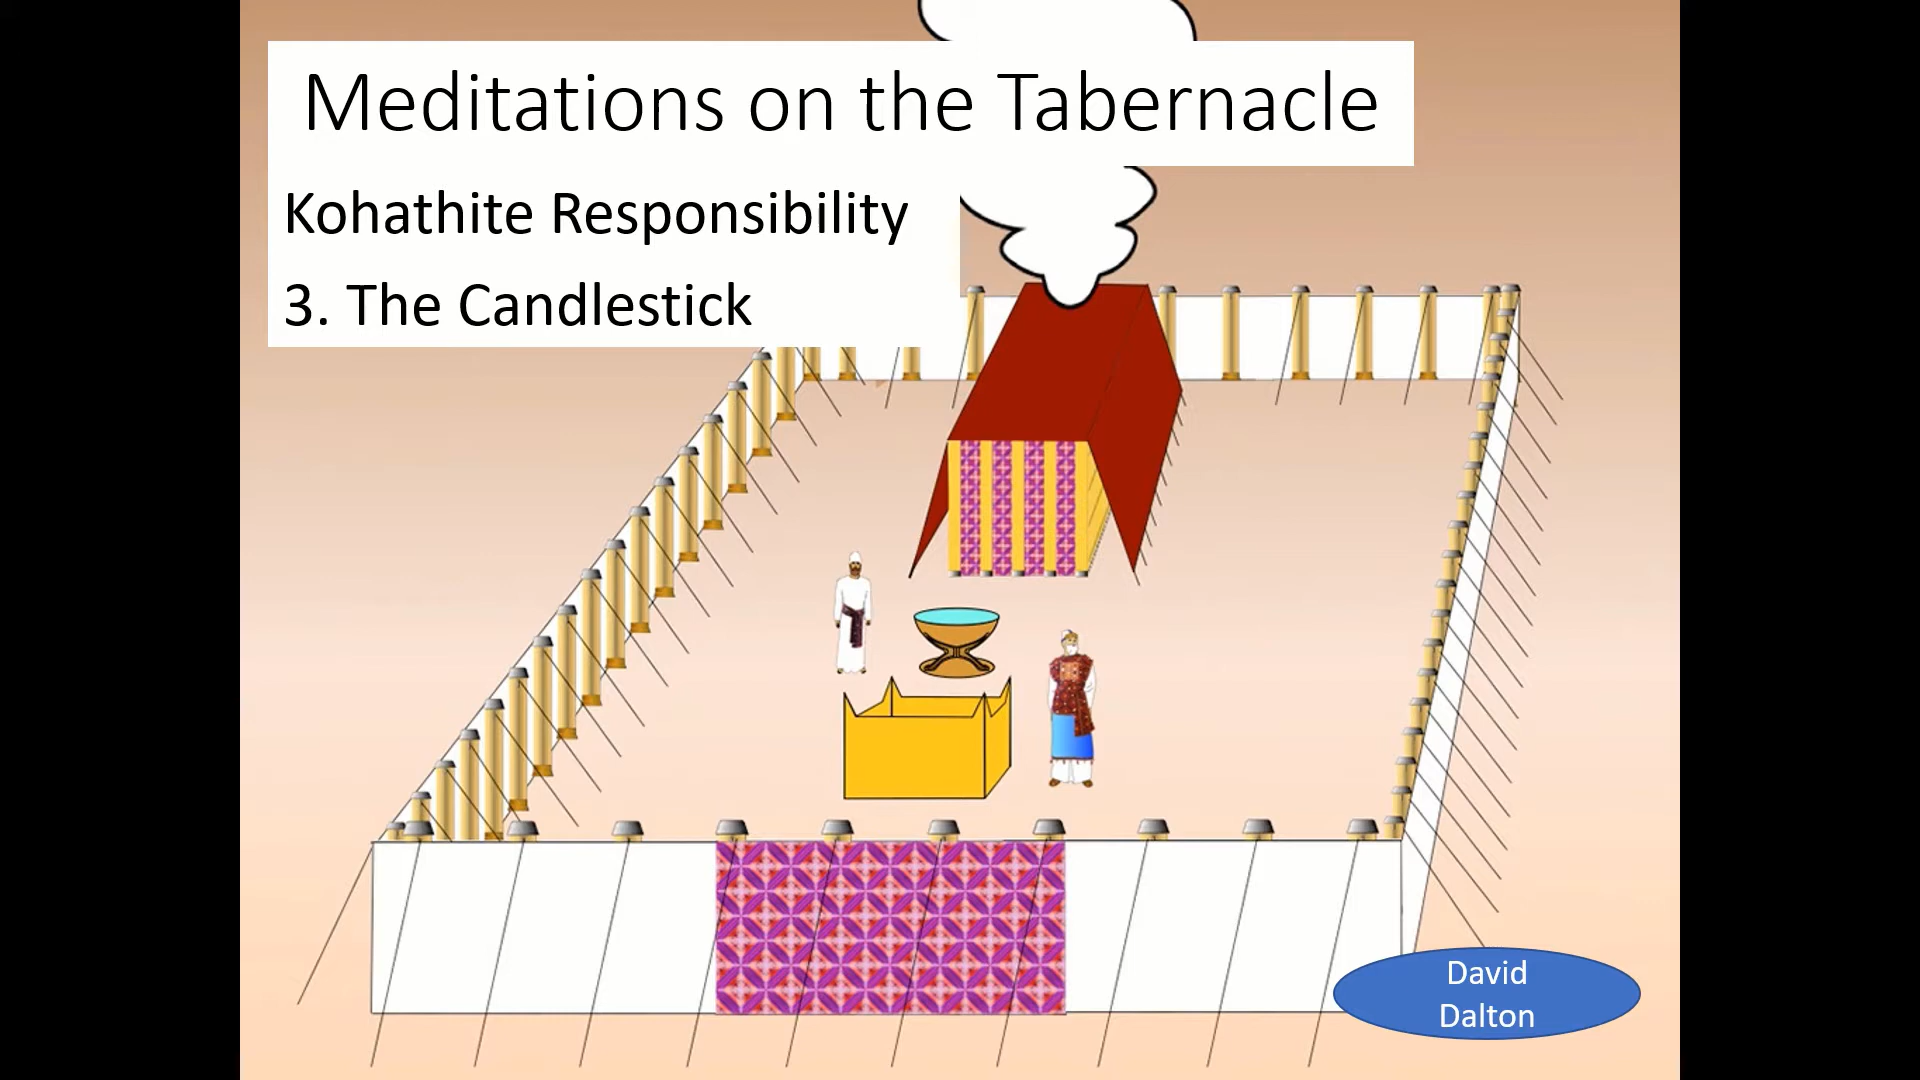 Meditations on the Tabernacle
Kohathite Responsibility
3. The Candlestick
David
Dalton